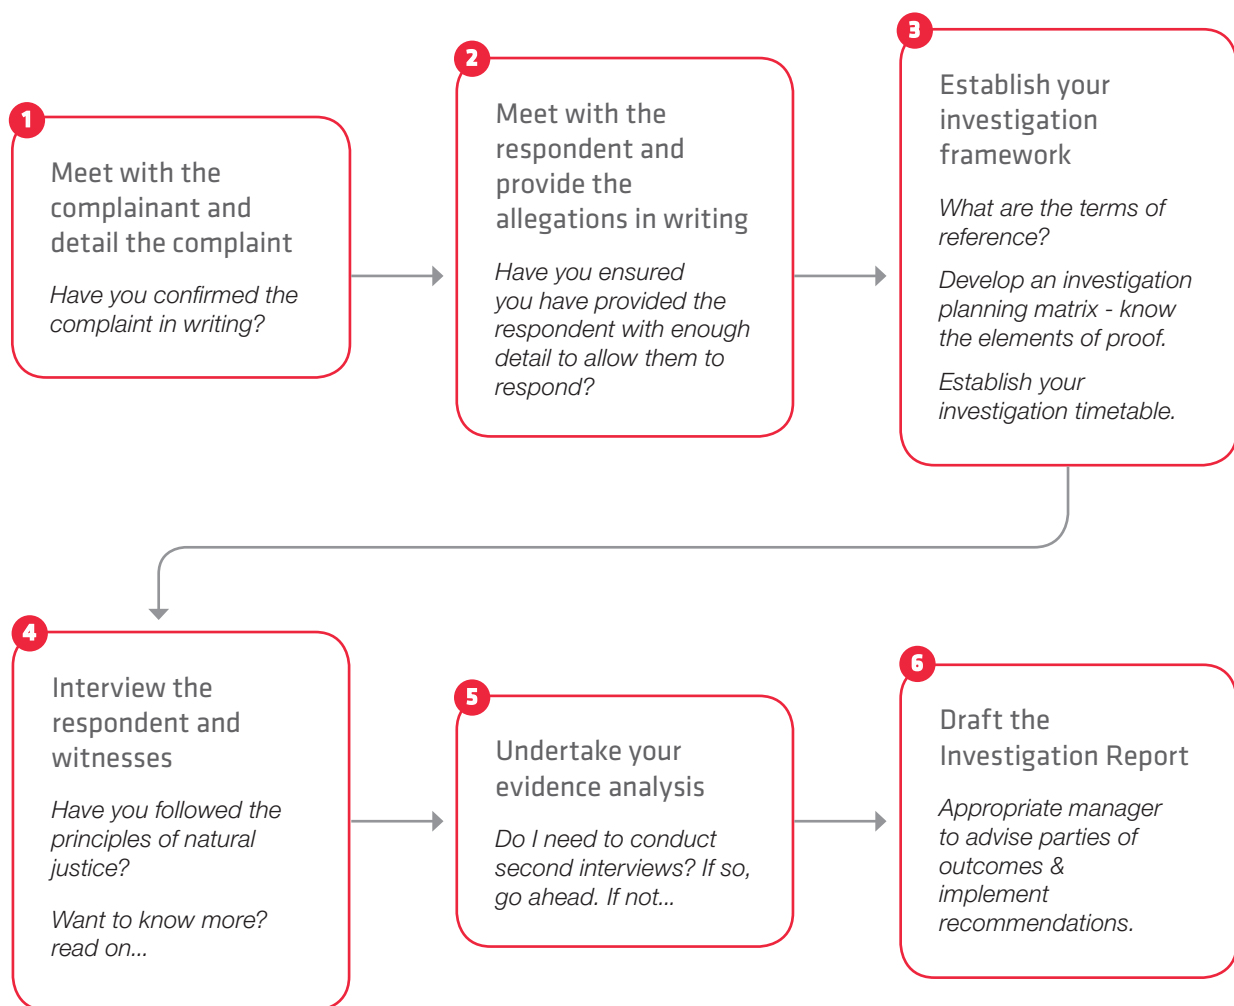 1
Meet with the
complainant and
detail the complaint
Have you confirmed the
complaint in writing?
2
Meet with the
respondent and
provide the
allegations in writing
Have you ensured
you have provided the
respondent with enough
detail to allow them to
respond?
3
Establish your
investigation
framework
What are the terms of
reference?
Develop an investigation
planning matrix - know
the elements of proof.
Establish your
investigation timetable.
4
Interview the
respondent and
witnesses
Have you followed the
principles of natural
justice?
Want to know more?
read on...
5
Undertake your
evidence analysis
Do I need to conduct
second interviews? If so,
go ahead. If not...
6
Draft the
Investigation Report
Appropriate manager
to advise parties of
outcomes &
implement
recommendations.